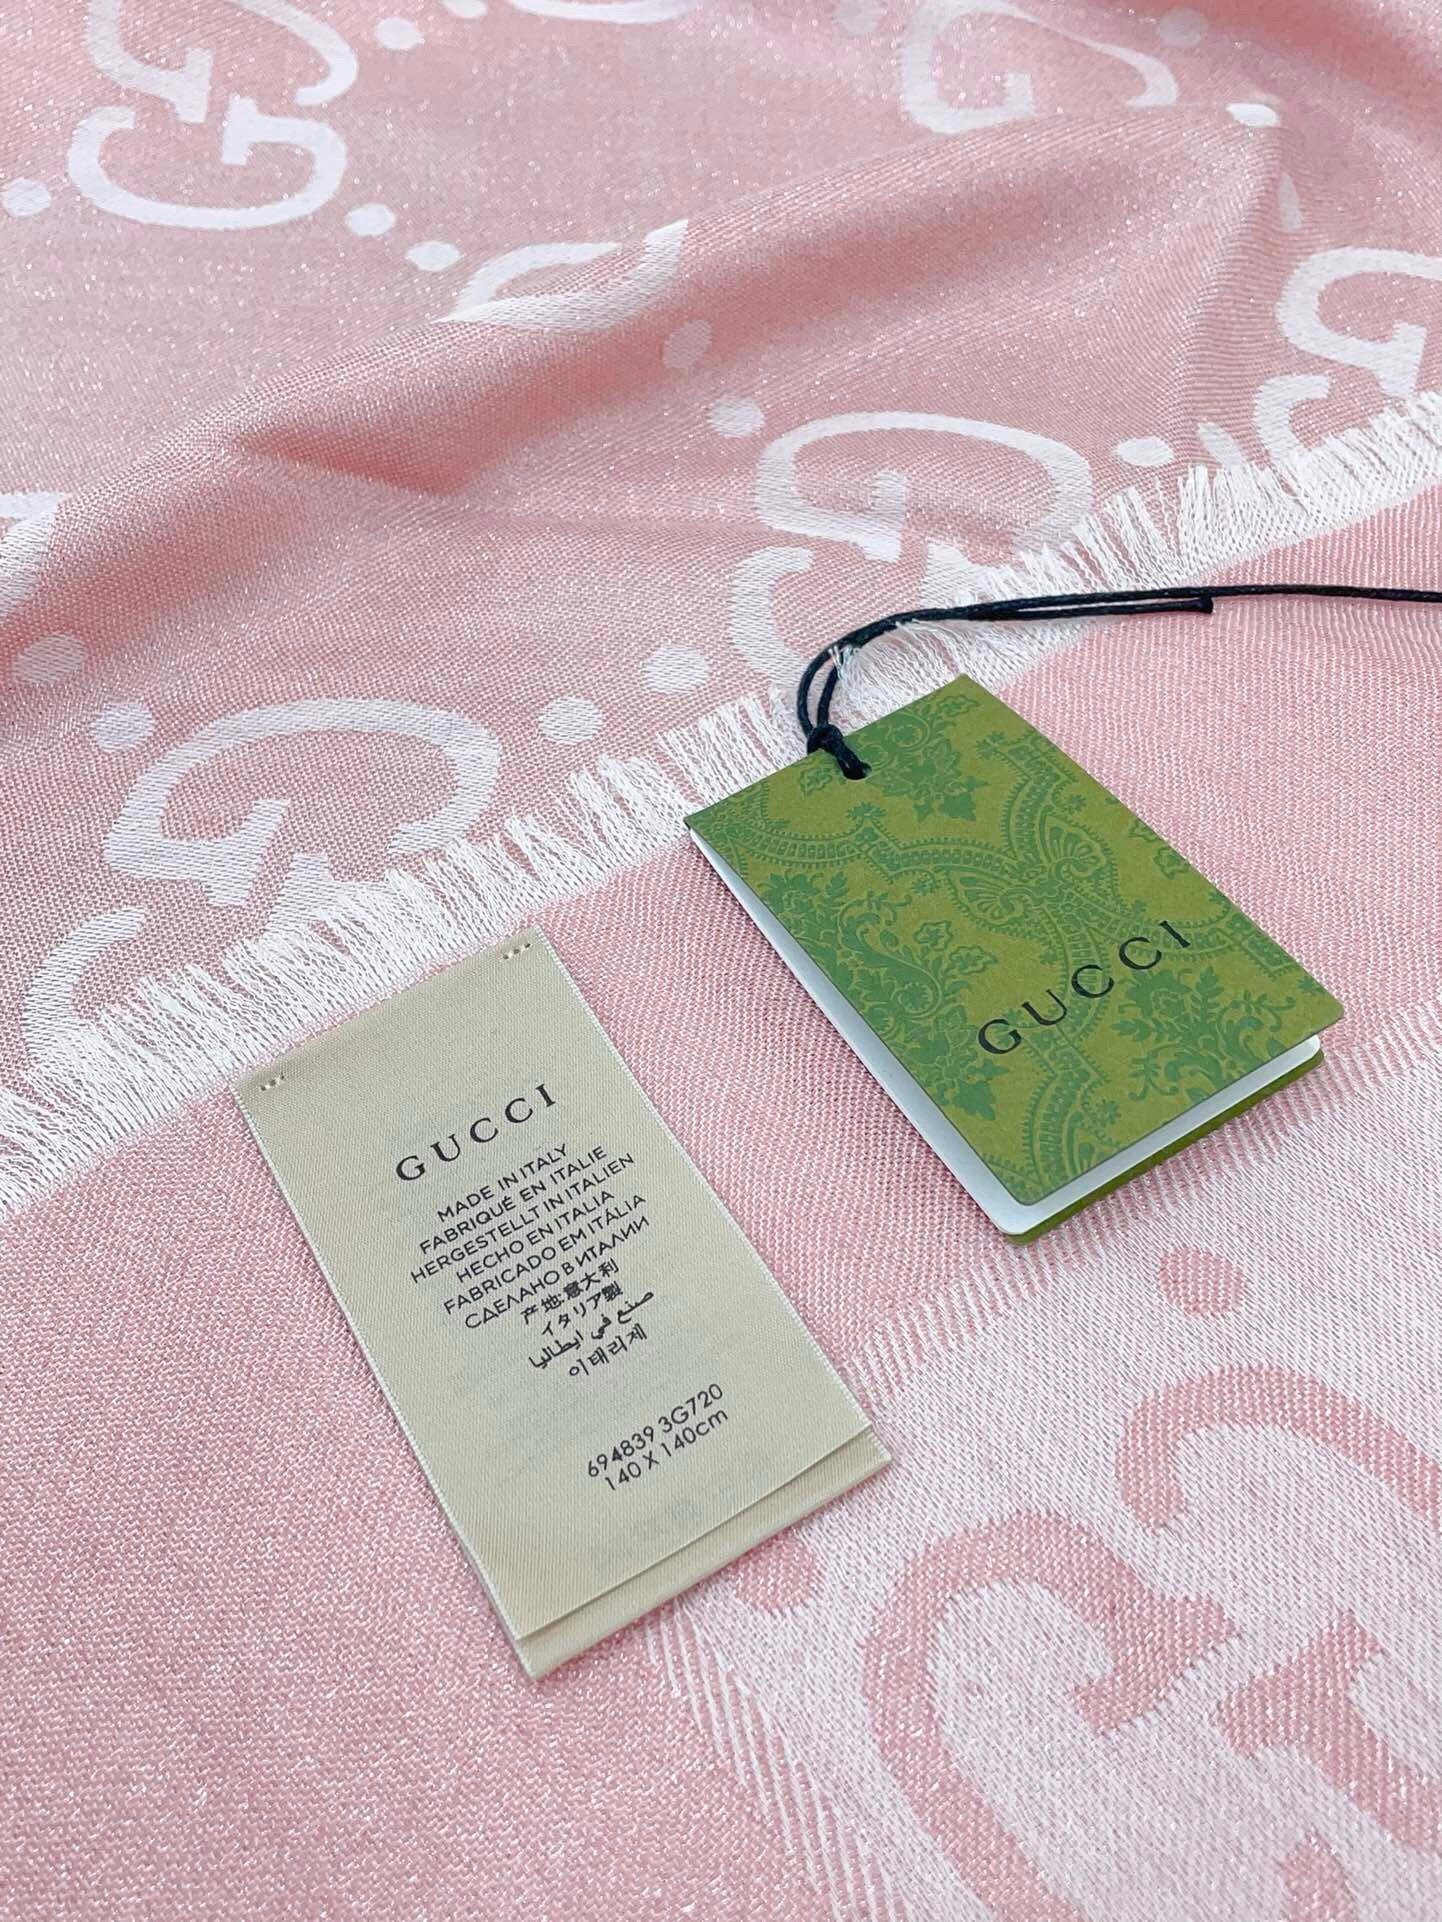 GUCCI
MADE IN ITALY
FABRIQUÉ EN ITALIE
HERGESTELLT IN ITALIEN
HECHO EN ITALIA
FABRICADO EM ITÁLIA
СДЕЛАНО В ИТАЛИИ
产地:意大利
イタリア製
صنع في ايطاليا
이태리제
694839 3G720
140 X 140cm
GUCCI